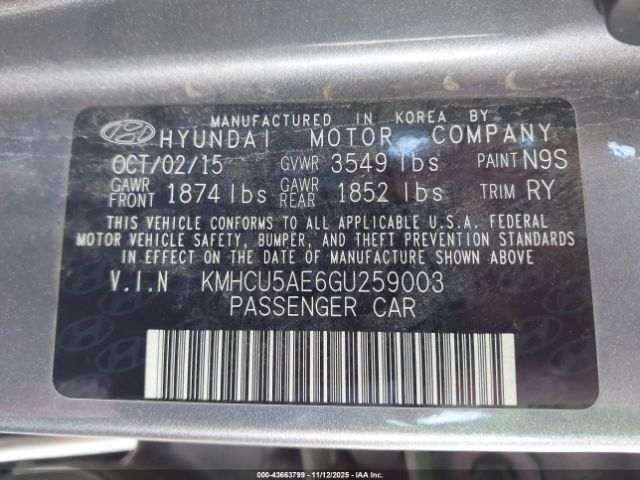 MANUFACTURED IN KOREA BY
HYUNDAI MOTOR COMPANY
OCT/02/15 GVWR 3549 lbs PAINT N9S
GAWR FRONT 1874 lbs GAWR REAR 1852 lbs TRIM RY
THIS VEHICLE CONFORMS TO ALL APPLICABLE U.S.A. FEDERAL
MOTOR VEHICLE SAFETY, BUMPER, AND THEFT PREVENTION STANDARDS
IN EFFECT ON THE DATE OF MANUFACTURE SHOWN ABOVE
V.I.N KMHCU5AE6GU259003
PASSENGER CAR
000-43663799 - 11/12/2025 - COPYRIGHT IAA, LLC.